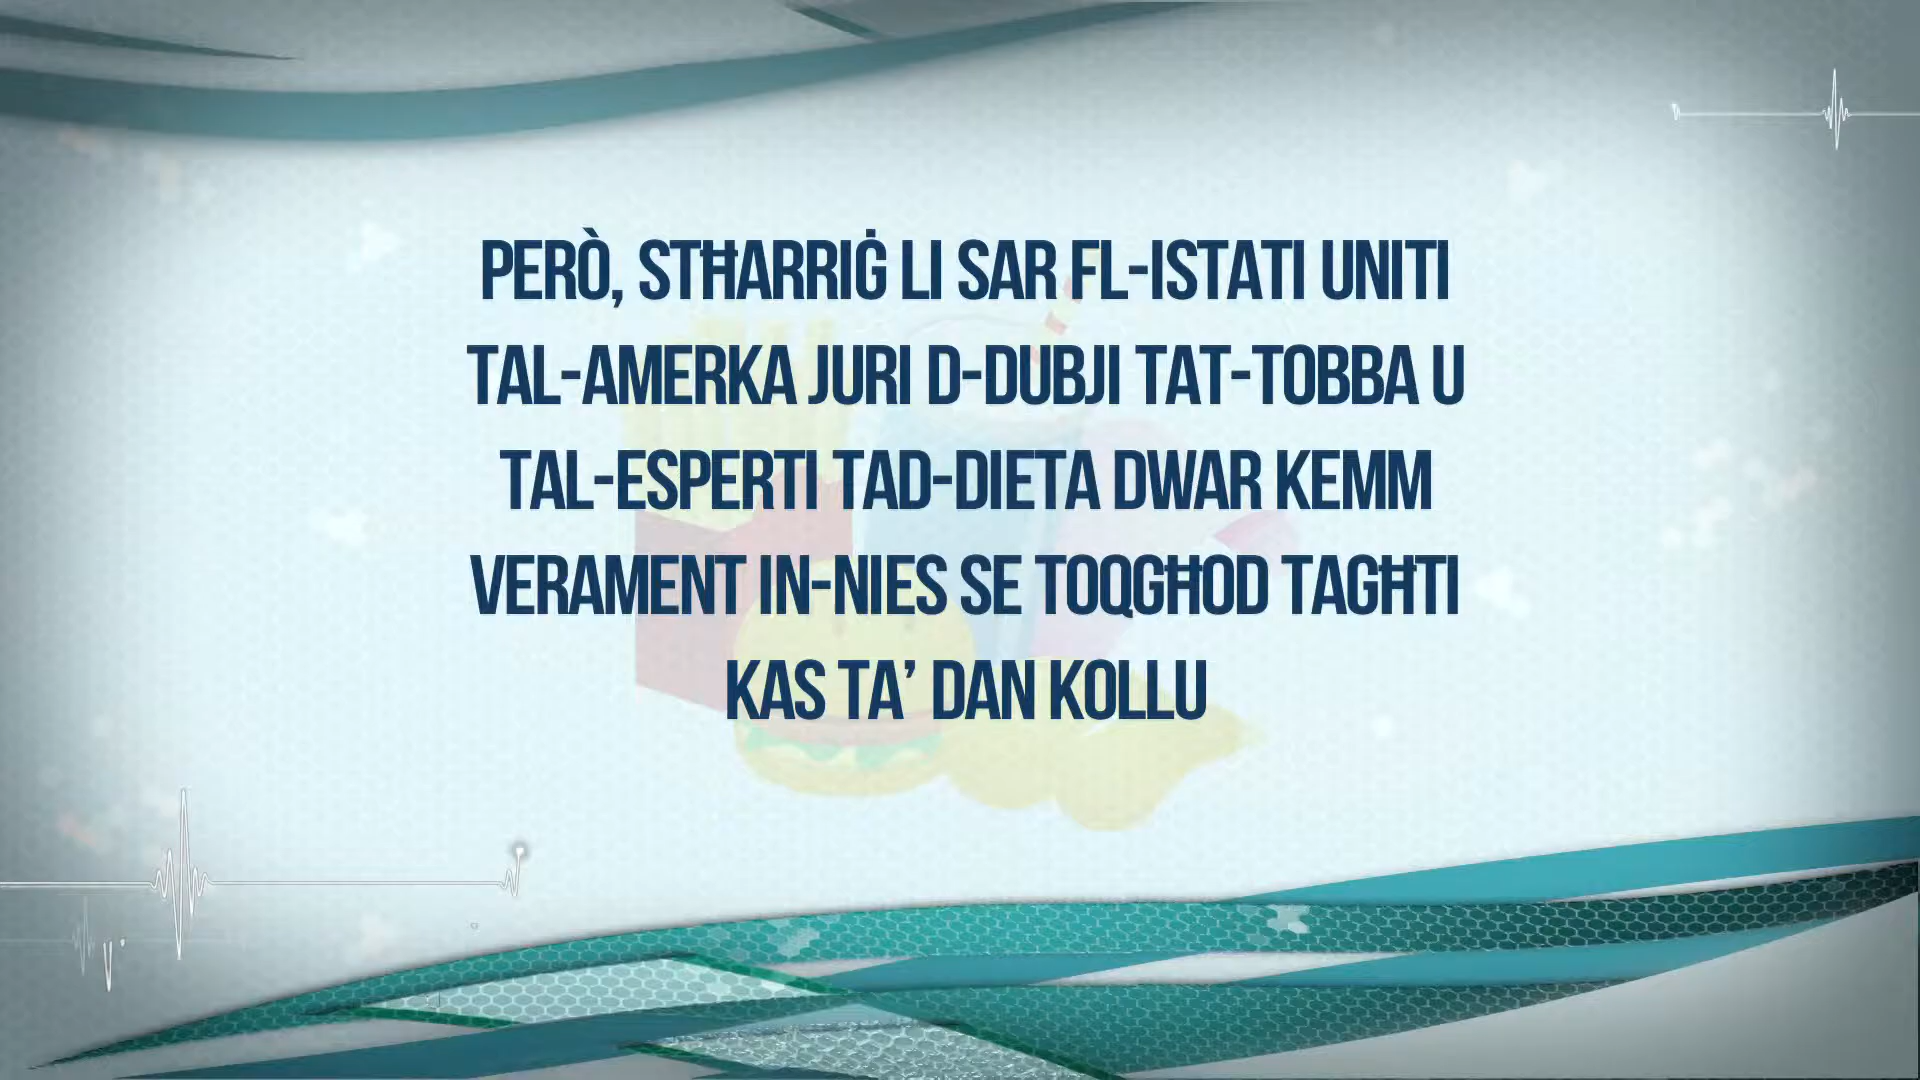 PERÒ, STĦARRIĠ LI SAR FL-ISTATI UNITI
TAL-AMERKA JURI D-DUBJI TAT-TOBBA U
TAL-ESPERTI TAD-DIETA DWAR KEMM
VERAMENT IN-NIES SE TOQGĦOD TAGĦTI
KAS TA’ DAN KOLLU